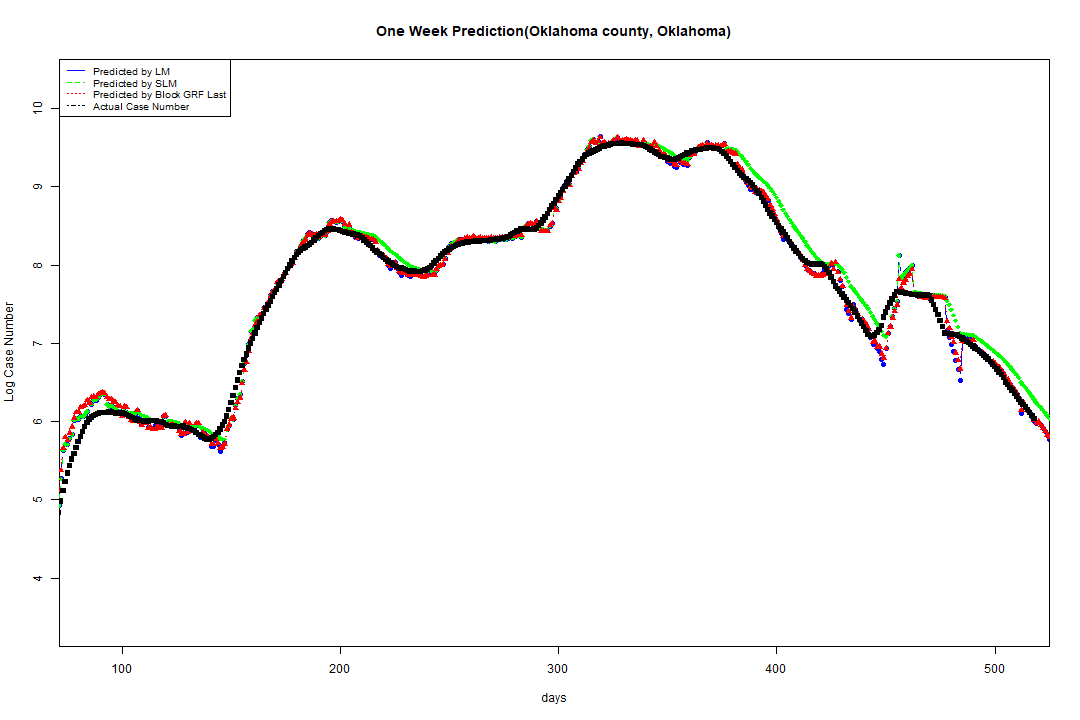 One Week Prediction(Oklahoma county, Oklahoma)
Predicted by LM
Predicted by SLM
Predicted by Block GRF Last
Actual Case Number
10
9
8
7
6
5
4
Log Case Number
100 200 300 400 500
days